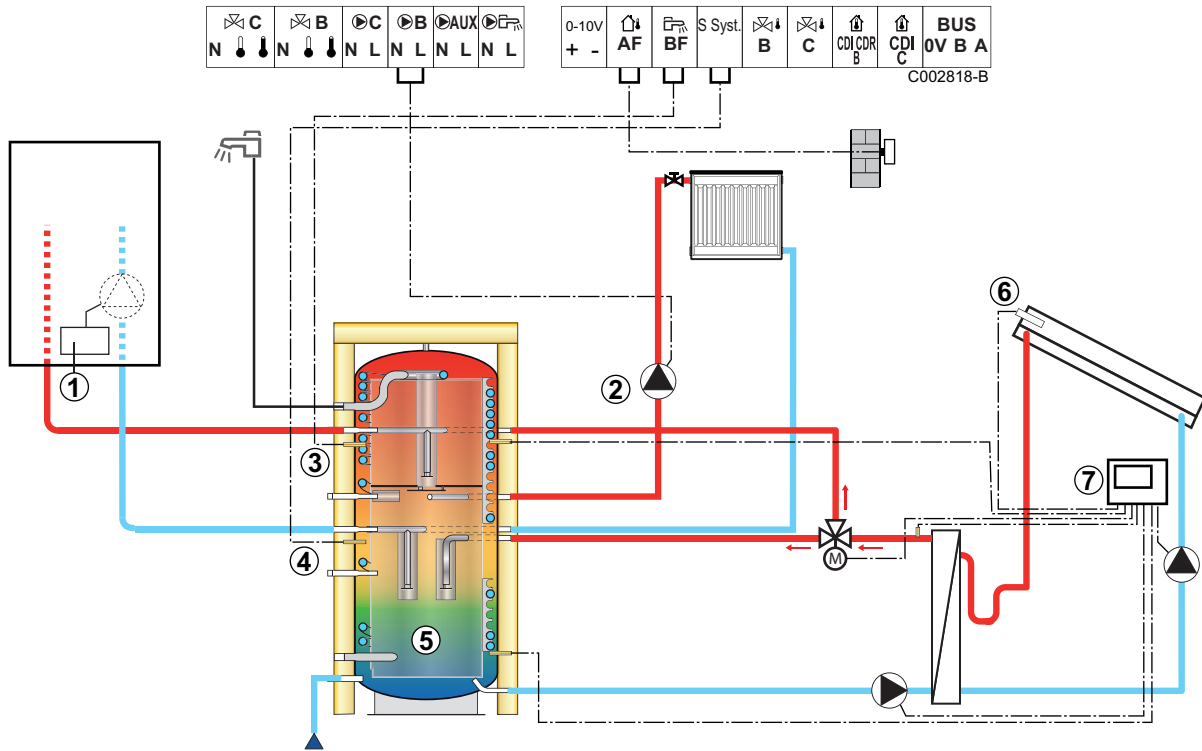 C B C B AUX
N N N L N L N L N L
0-10V AF BF S Syst. B C CDI CDR B CDI C BUS
+ - 0V B A
C002818-B
6
1
2
3
7
4
M
5